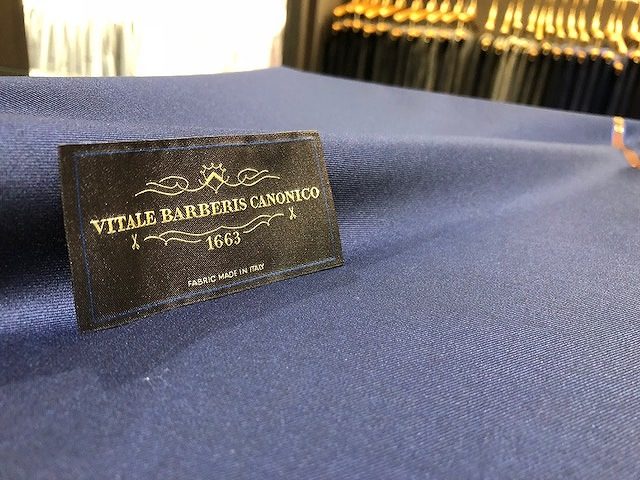 VITALE BARBERIS CANONICO
1663
FABRIC MADE IN ITALY